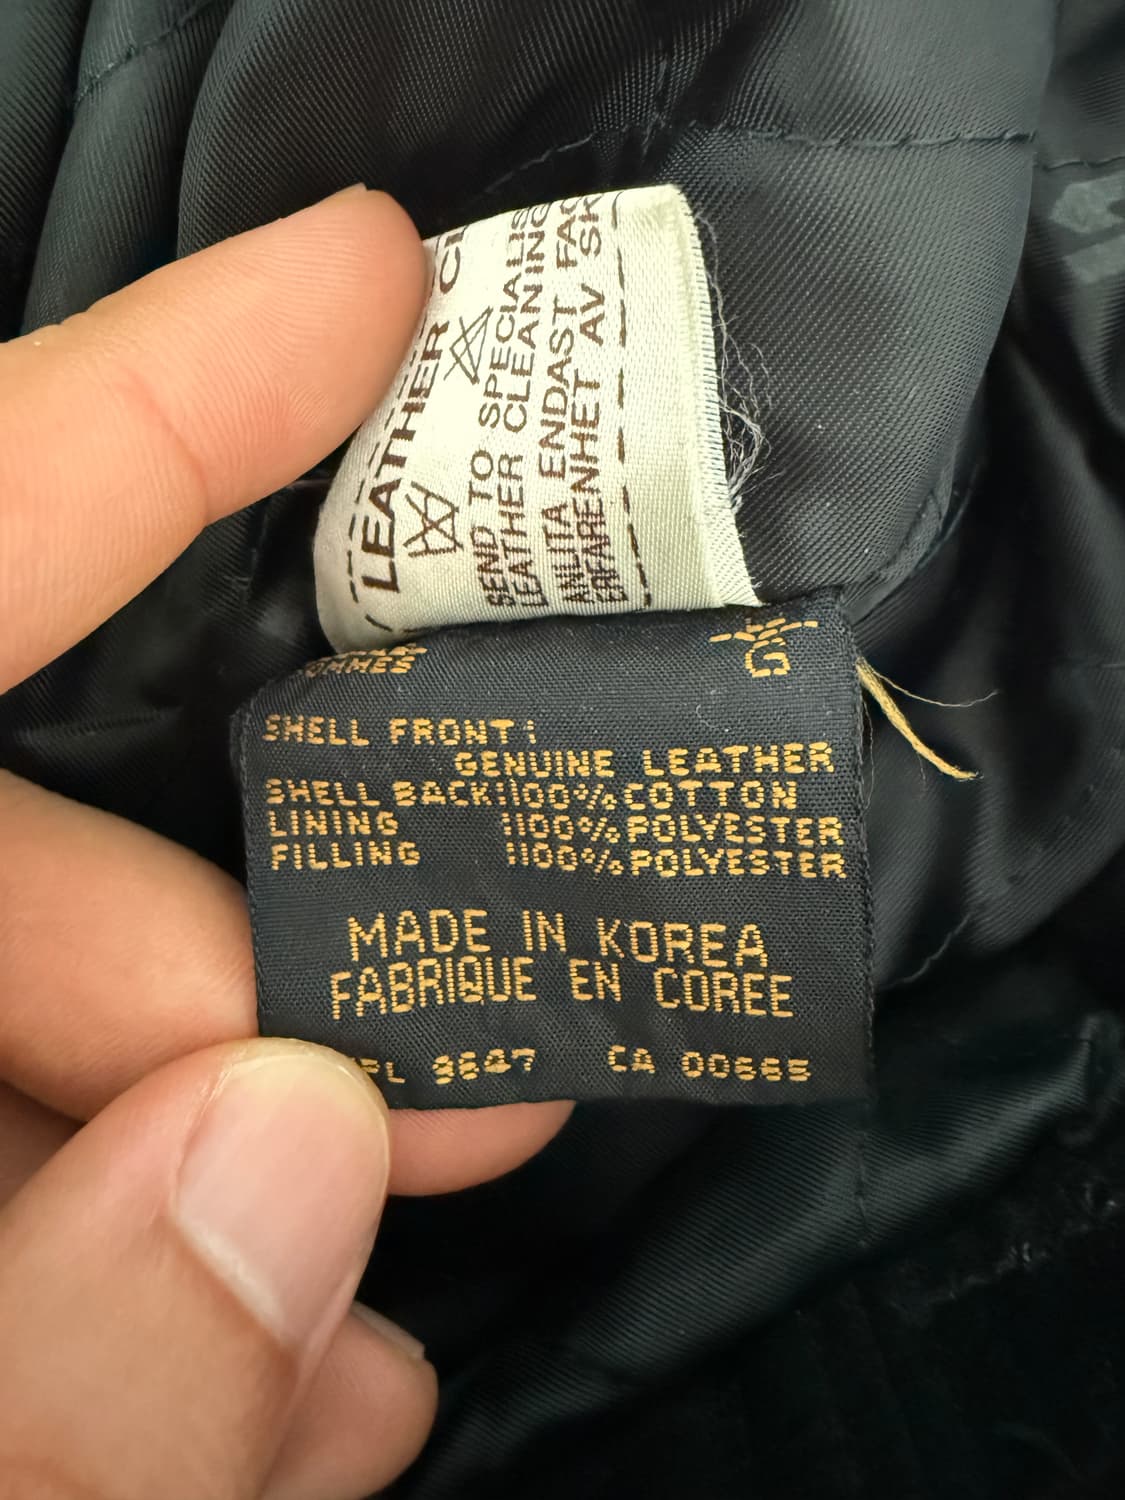 LEATHER
SEND TO SPECIALIS
LEATHER CLEANING
ANLITA ENDAST FAC
ERFARENHET AV SK
SHELL FRONT:
GENUINE LEATHER
SHELL BACK:100%COTTON
LINING :100%POLYESTER
FILLING :100%POLYESTER
MADE IN KOREA
FABRIQUE EN COREE
CA 00665